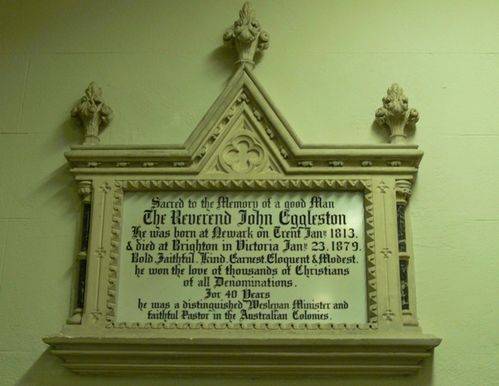 Sacred to the Memory of a good Man
The Reverend John Eggleston
He was born at Newark on Trent Jany 1813.
& died at Brighton in Victoria Jany 23. 1879.
Bold. Faithful. Kind. Earnest. Eloquent & Modest.
he won the love of thousands of Christians
of all Denominations.
For 40 Years
he was a distinguished Wesleyan Minister and
faithful Pastor in the Australian Colonies.